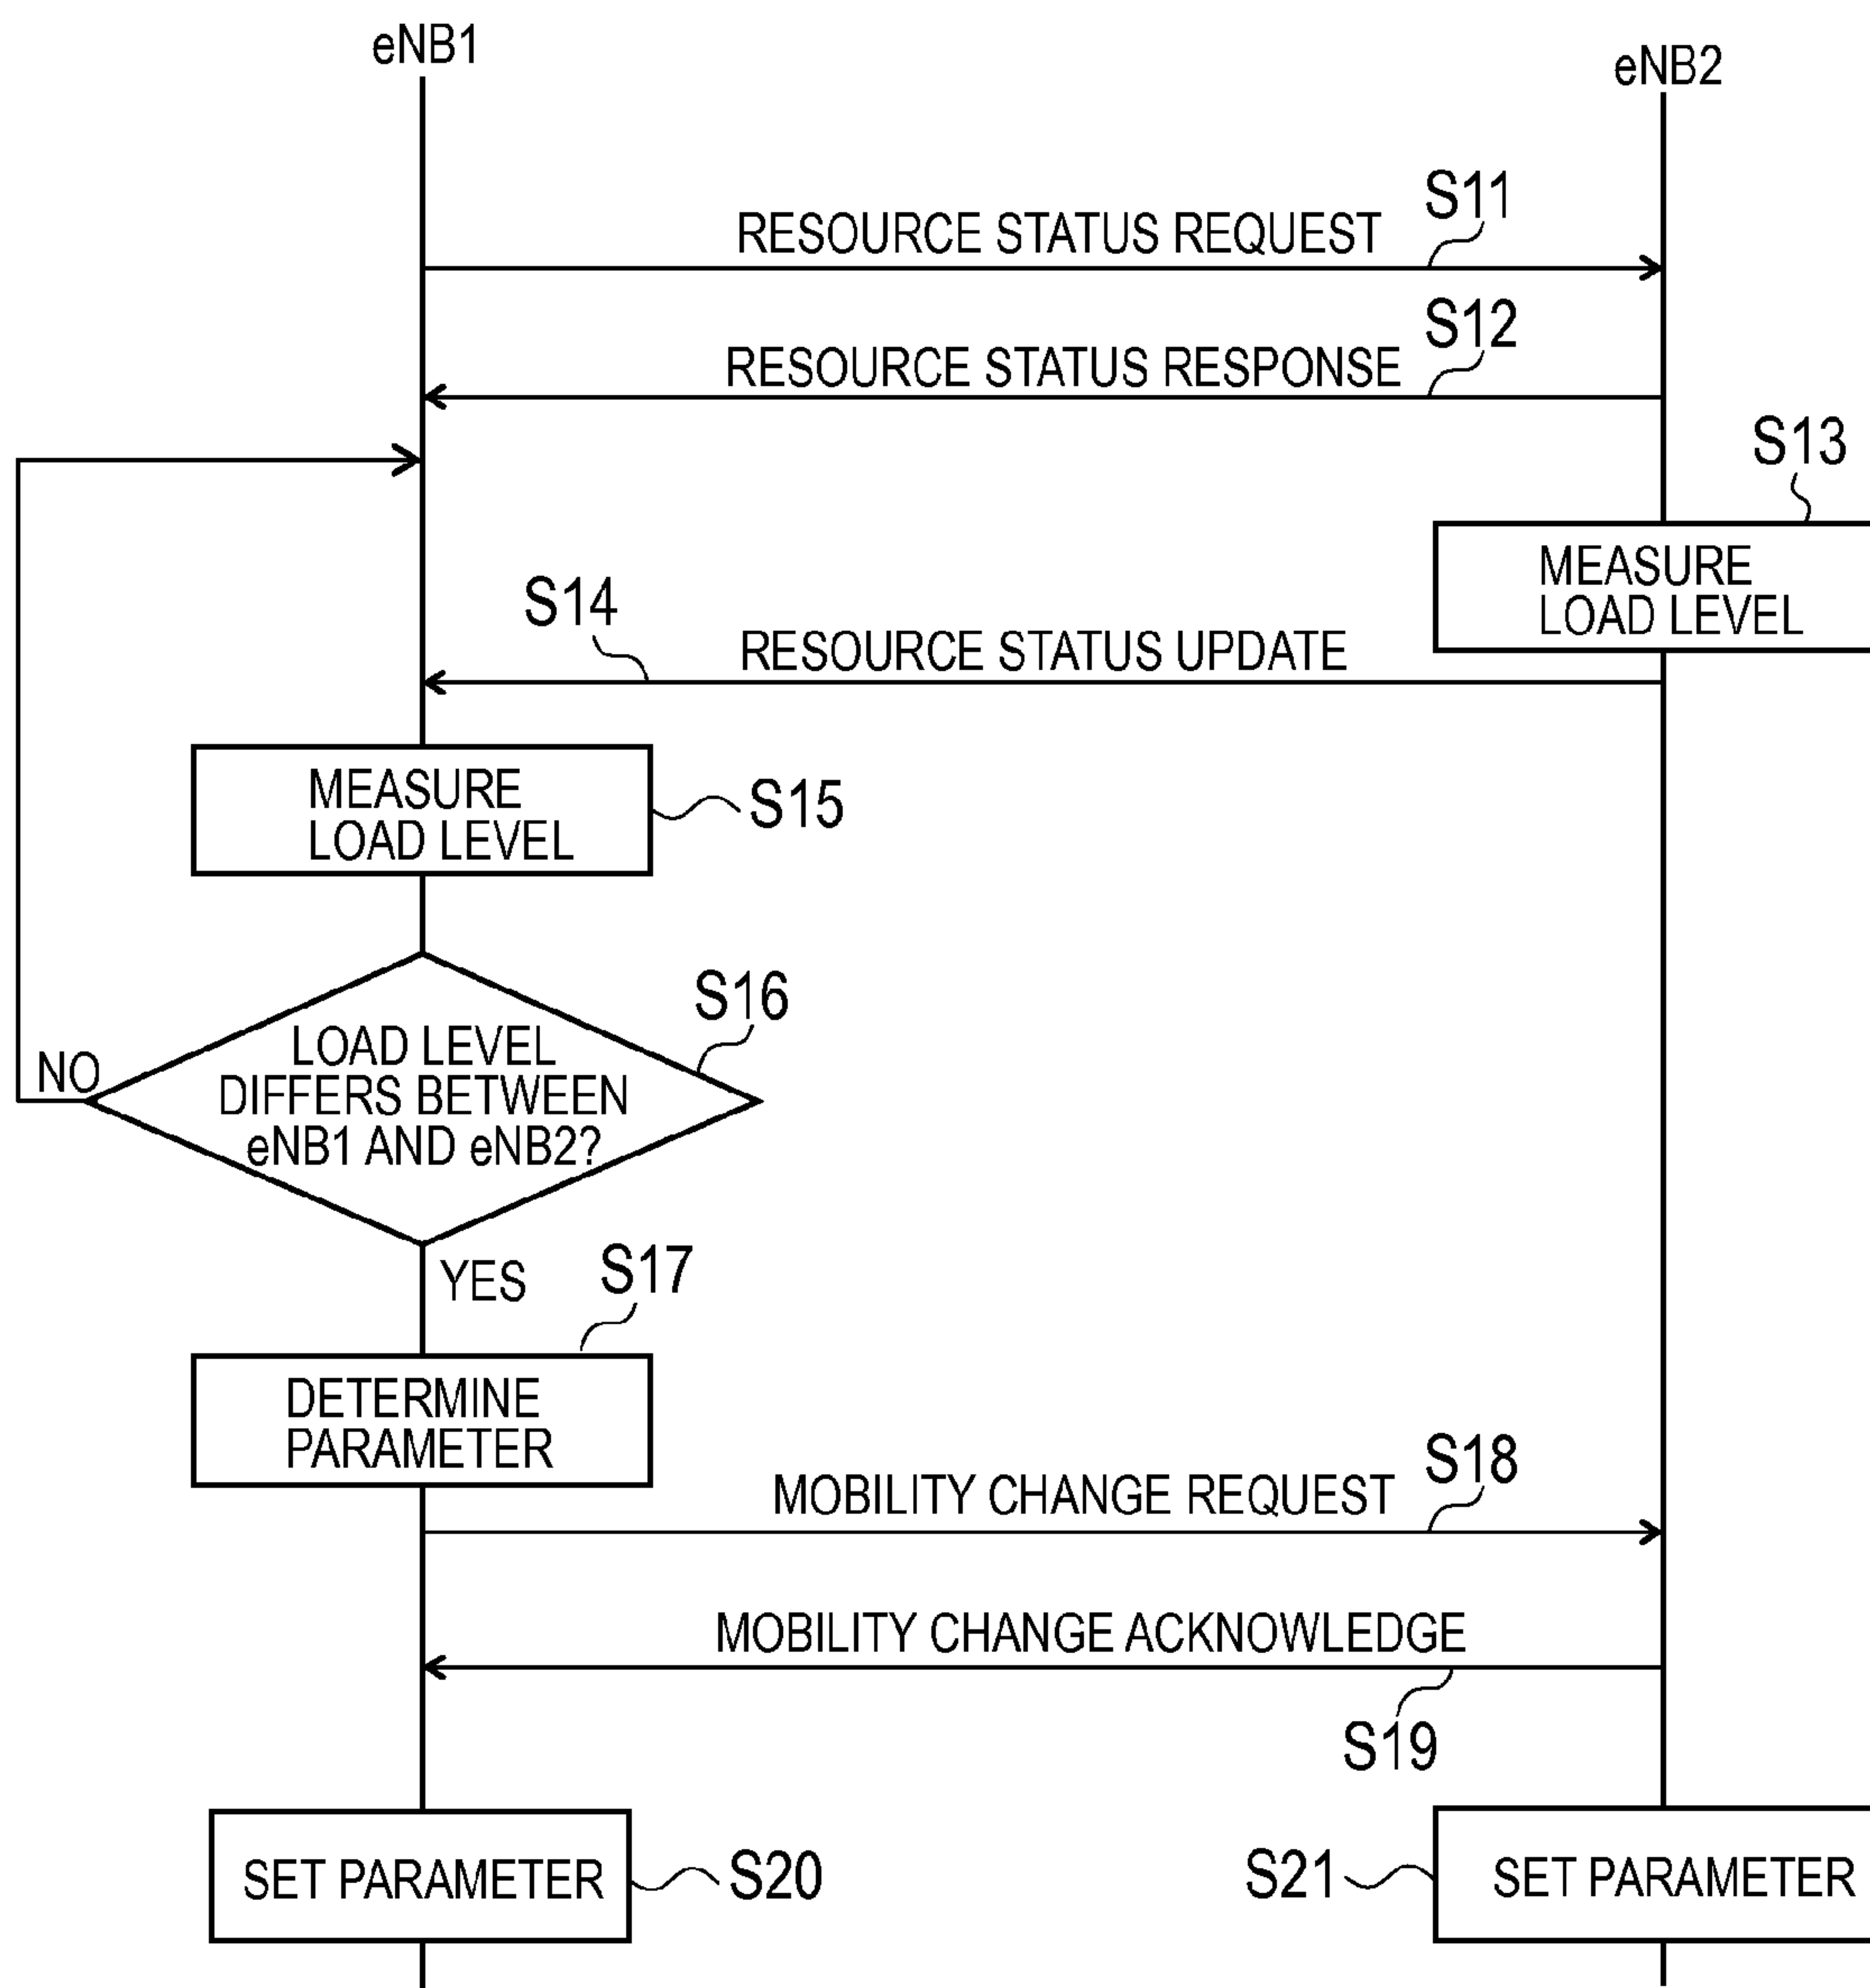 eNB1
eNB2
S11
RESOURCE STATUS REQUEST
S12
RESOURCE STATUS RESPONSE
S13
MEASURE
LOAD LEVEL
S14
RESOURCE STATUS UPDATE
MEASURE
LOAD LEVEL
S15
S16
LOAD LEVEL
DIFFERS BETWEEN
eNB1 AND eNB2?
NO
YES
S17
DETERMINE
PARAMETER
S18
MOBILITY CHANGE REQUEST
MOBILITY CHANGE ACKNOWLEDGE
S19
SET PARAMETER
S20
S21
SET PARAMETER